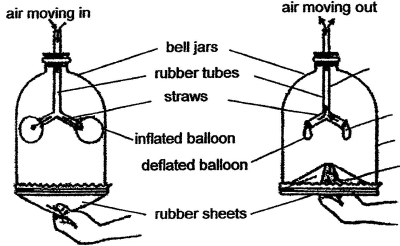 air moving in
air moving out
bell jars
rubber tubes
straws
inflated balloon
deflated balloon
rubber sheets